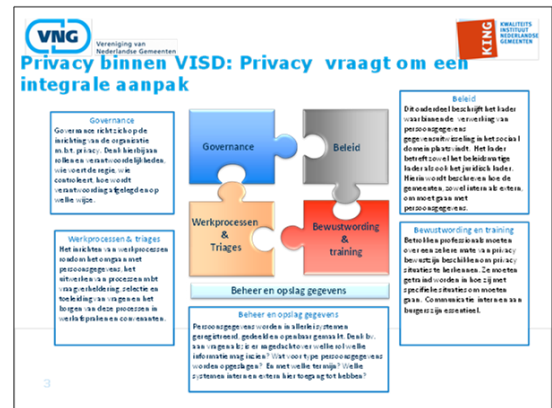 VNG
Vereniging van
Nederlandse Gemeenten
KING
KWALITEITS
INSTITUUT
NEDERLANDSE
GEMEENTEN
Privacy binnen VISD: Privacy vraagt om een
integrale aanpak
Governance
Governance richt zich op de
inrichting van de organisatie
m.b.t. privacy. Denk hierbij aan
rollen en verantwoordelijkheden,
wie voert de regie, wie
controleert, hoe wordt
verantwoording afgelegd en op
welke wijze.
Governance
Beleid
Beleid
Dit onderdeel beschrijft het kader
waarbinnen de verwerking van
persoonsgegevens
gegevensuitwisseling in het sociaal
domein plaatsvindt. Het kader
betreft zowel het beleidsmatige
kader als ook het juridisch kader.
Hierin wordt beschreven hoe de
gemeenten, zowel intern als extern,
om moet gaan met
persoonsgegevens.
Werkprocessen & triages
Het inrichten van werkprocessen
rondom het omgaan met
persoonsgegevens, het
uitwerken van processen mbt
vraagverheldering, selectie en
toeleiding van vragen en het
borgen van deze processen in
werkafspraken en convenanten.
Werkprocessen
&
Triages
Bewustwording
&
training
Bewustwording en training
Betrokken professionals moeten
over een zekere mate van privacy
bewustzijn beschikken om privacy
situaties te herkennen. Ze moeten
getraind worden in hoe zij met
specifieke situaties om moeten
gaan. Communicatie intern en aan
burgers zijn essentieel.
Beheer en opslag gegevens
Beheer en opslag gegevens
Persoonsgegevens worden in allerlei systemen
geregistreerd, gedeeld en openbaar gemaakt. Denk bv.
aan vragen als: is er nagedacht over welke rol welke
informatie mag inzien? Wat voor type persoonsgegevens
worden opgeslagen? En met welke termijn? Welke
systemen intern en extern hier toegang tot hebben?
3